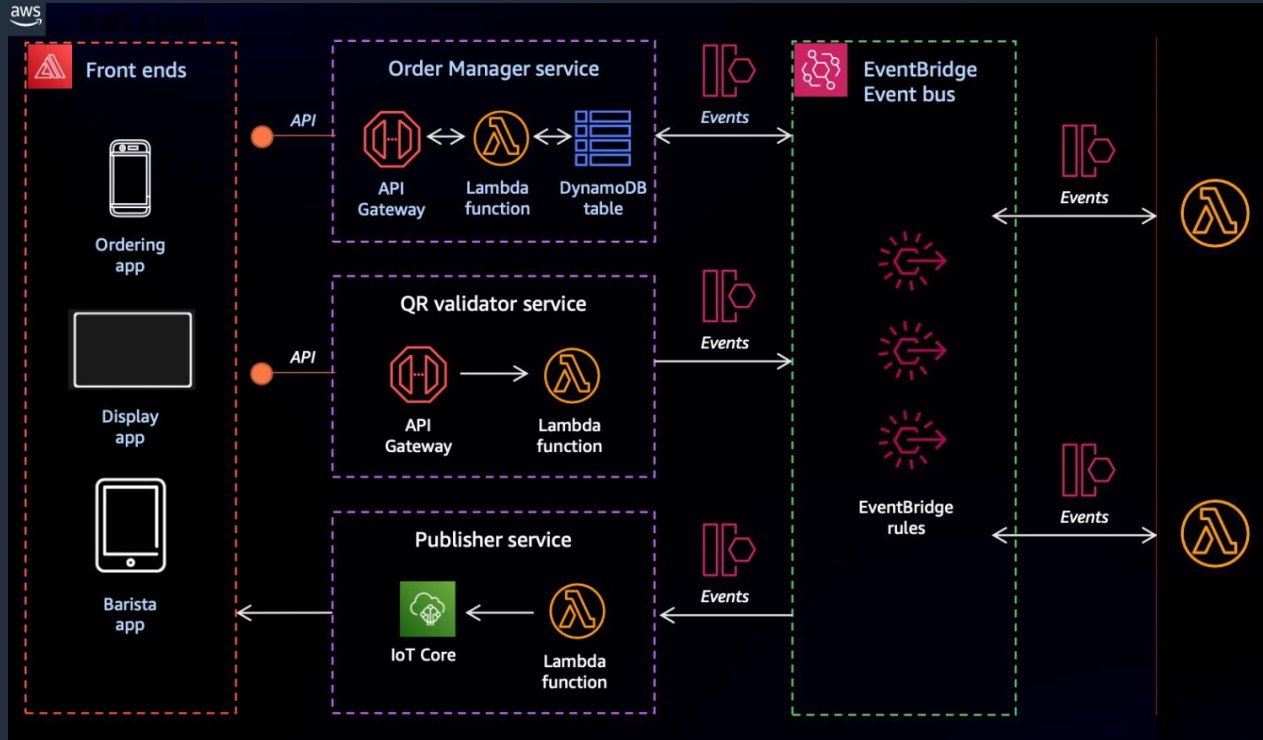 aws
AWS Cloud
Front ends
Ordering
app
Display
app
Barista
app
API
API
Order Manager service
API
Gateway
Lambda
function
DynamoDB
table
QR validator service
API
Gateway
Lambda
function
Publisher service
IoT Core
Lambda
function
Events
Events
Events
EventBridge
Event bus
EventBridge
rules
Events
Events